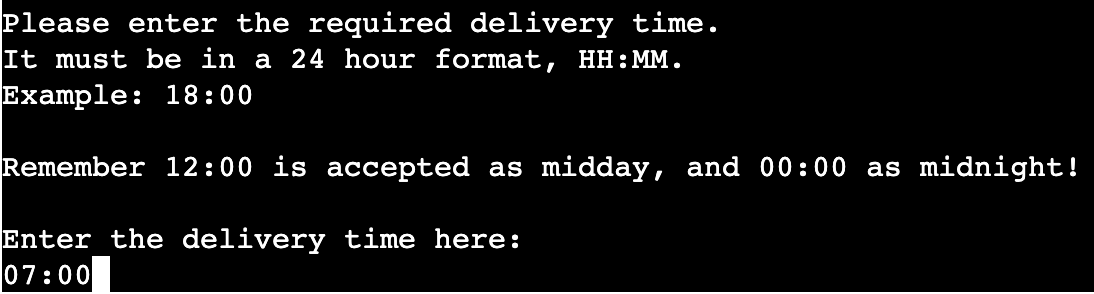 Please enter the required delivery time.
It must be in a 24 hour format, HH:MM.
Example: 18:00
Remember 12:00 is accepted as midday, and 00:00 as midnight!
Enter the delivery time here:
07:00